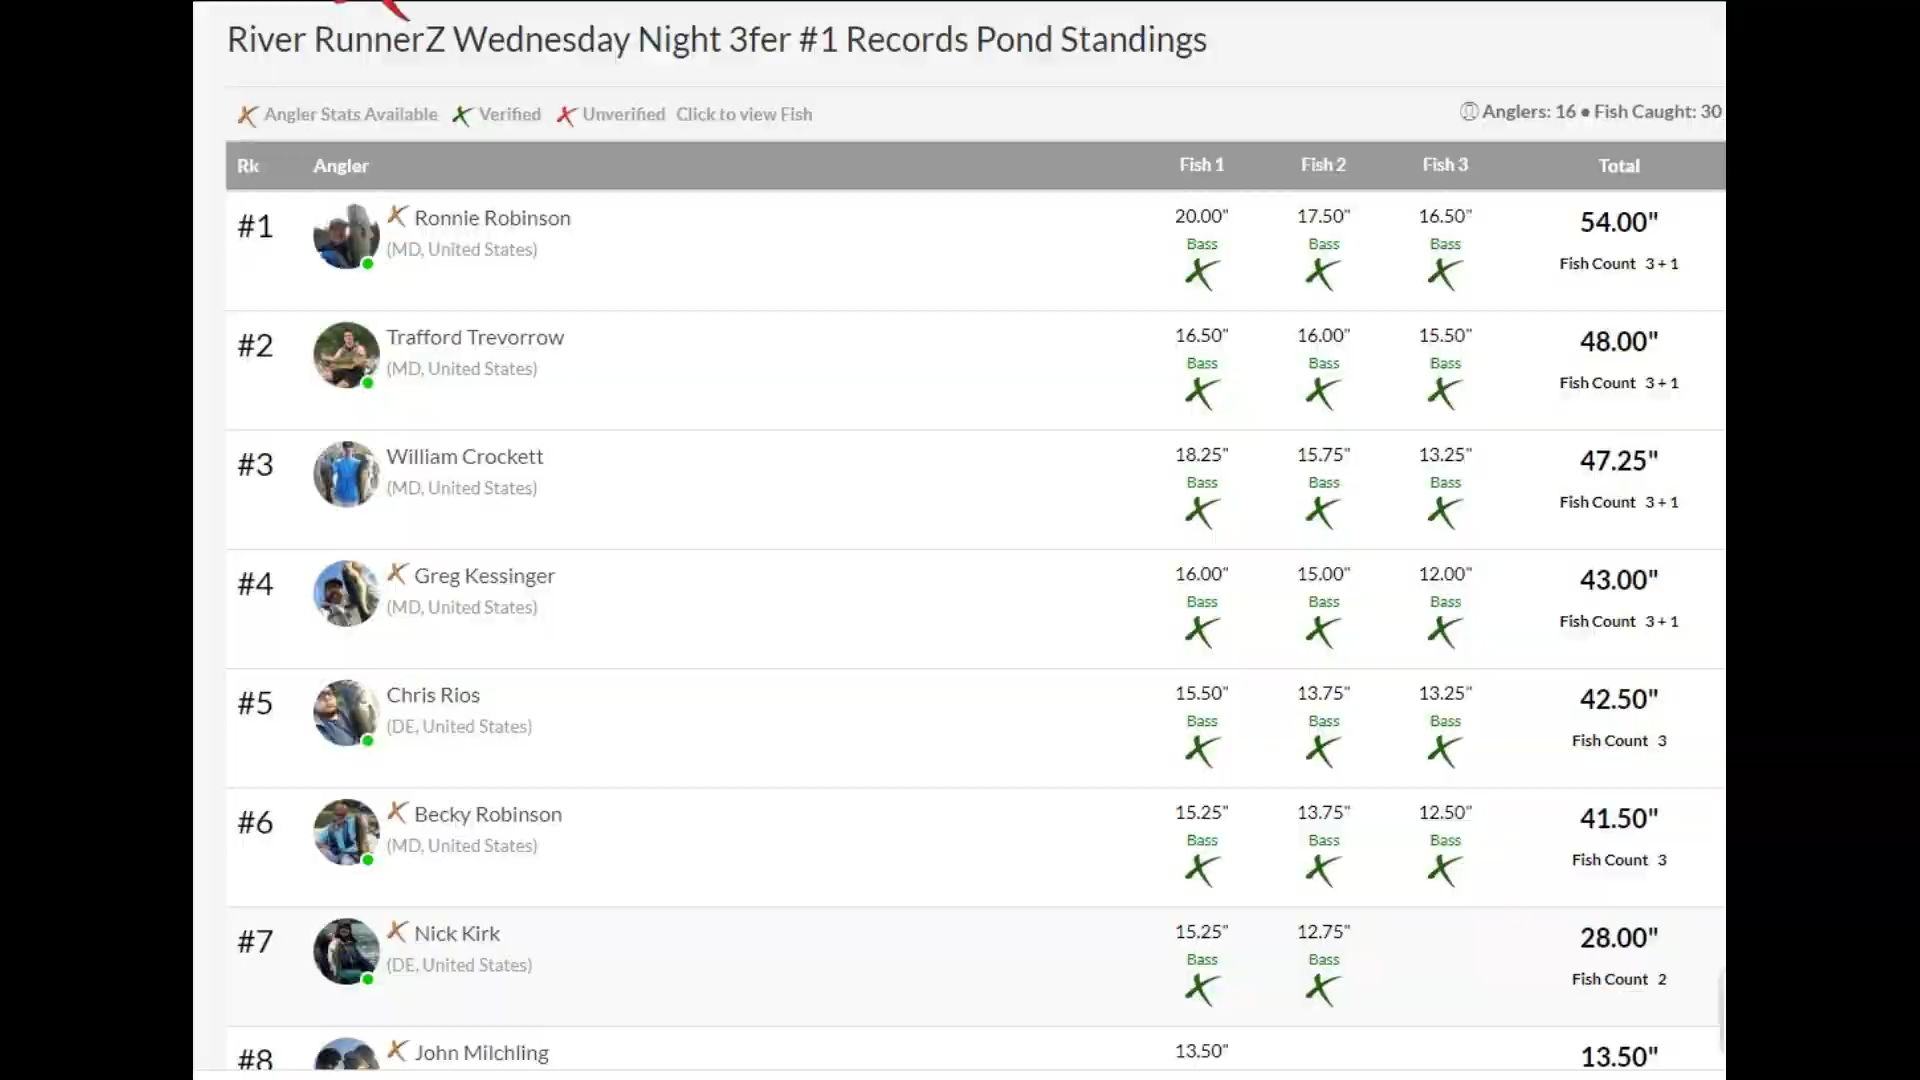 River RunnerZ Wednesday Night 3fer #1 Records Pond Standings
Angler Stats Available Verified Unverified Click to view Fish
Anglers: 16 • Fish Caught: 30
Rk Angler Fish 1 Fish 2 Fish 3 Total
#1 Ronnie Robinson 20.00" 17.50" 16.50" 54.00"
(MD, United States) Bass Bass Bass Fish Count 3 + 1
#2 Trafford Trevorrow 16.50" 16.00" 15.50" 48.00"
(MD, United States) Bass Bass Bass Fish Count 3 + 1
#3 William Crockett 18.25" 15.75" 13.25" 47.25"
(MD, United States) Bass Bass Bass Fish Count 3 + 1
#4 Greg Kessinger 16.00" 15.00" 12.00" 43.00"
(MD, United States) Bass Bass Bass Fish Count 3 + 1
#5 Chris Rios 15.50" 13.75" 13.25" 42.50"
(DE, United States) Bass Bass Bass Fish Count 3
#6 Becky Robinson 15.25" 13.75" 12.50" 41.50"
(MD, United States) Bass Bass Bass Fish Count 3
#7 Nick Kirk 15.25" 12.75" 28.00"
(DE, United States) Bass Bass Fish Count 2
#8 John Milchling 13.50" 13.50"